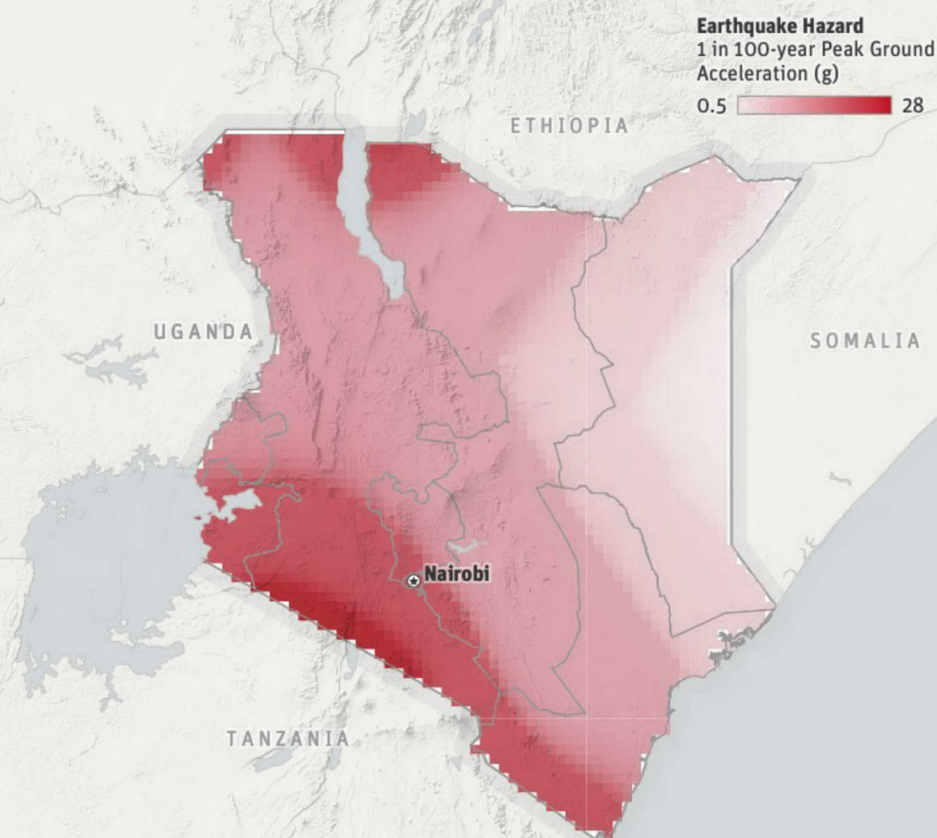 Earthquake Hazard
1 in 100-year Peak Ground
Acceleration (g)
0.5 28
ETHIOPIA
UGANDA
SOMALIA
Nairobi
TANZANIA